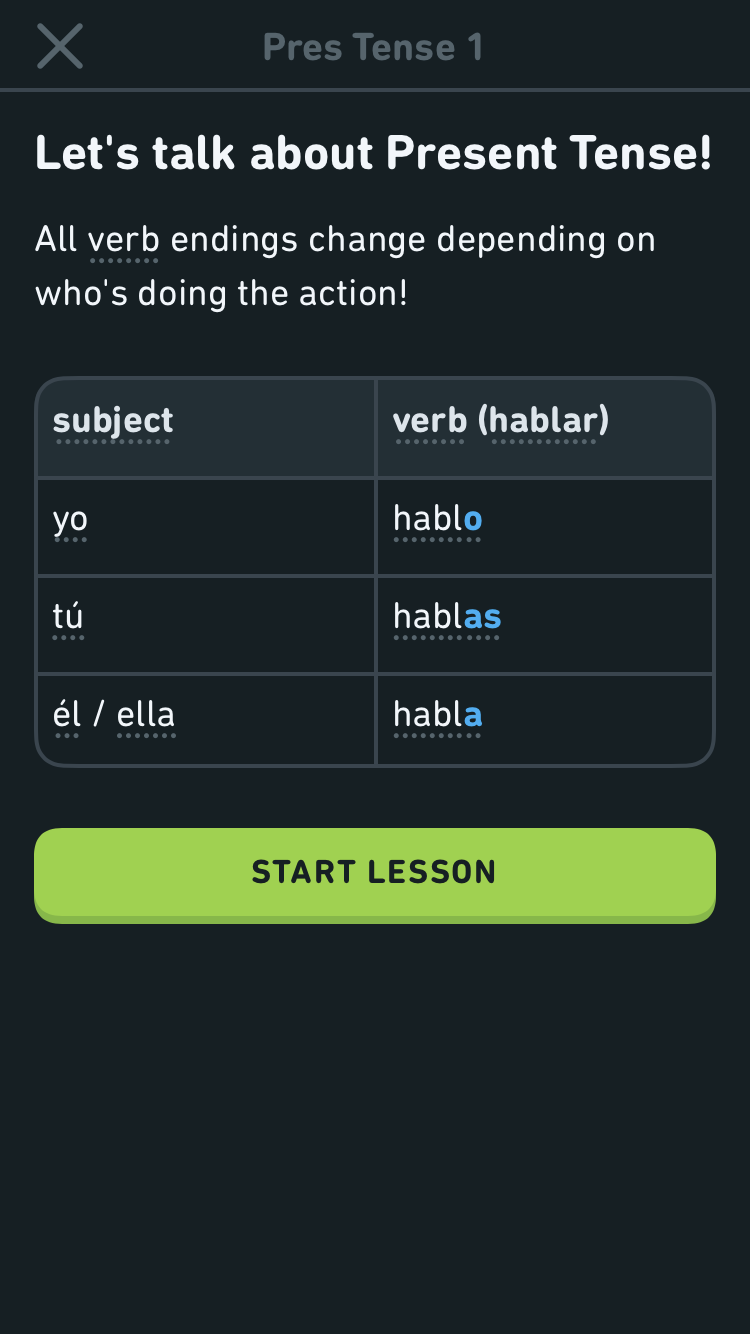 Pres Tense 1
Let's talk about Present Tense!
All verb endings change depending on
who's doing the action!
subject verb (hablar)
yo hablo
tú hablas
él / ella habla
START LESSON